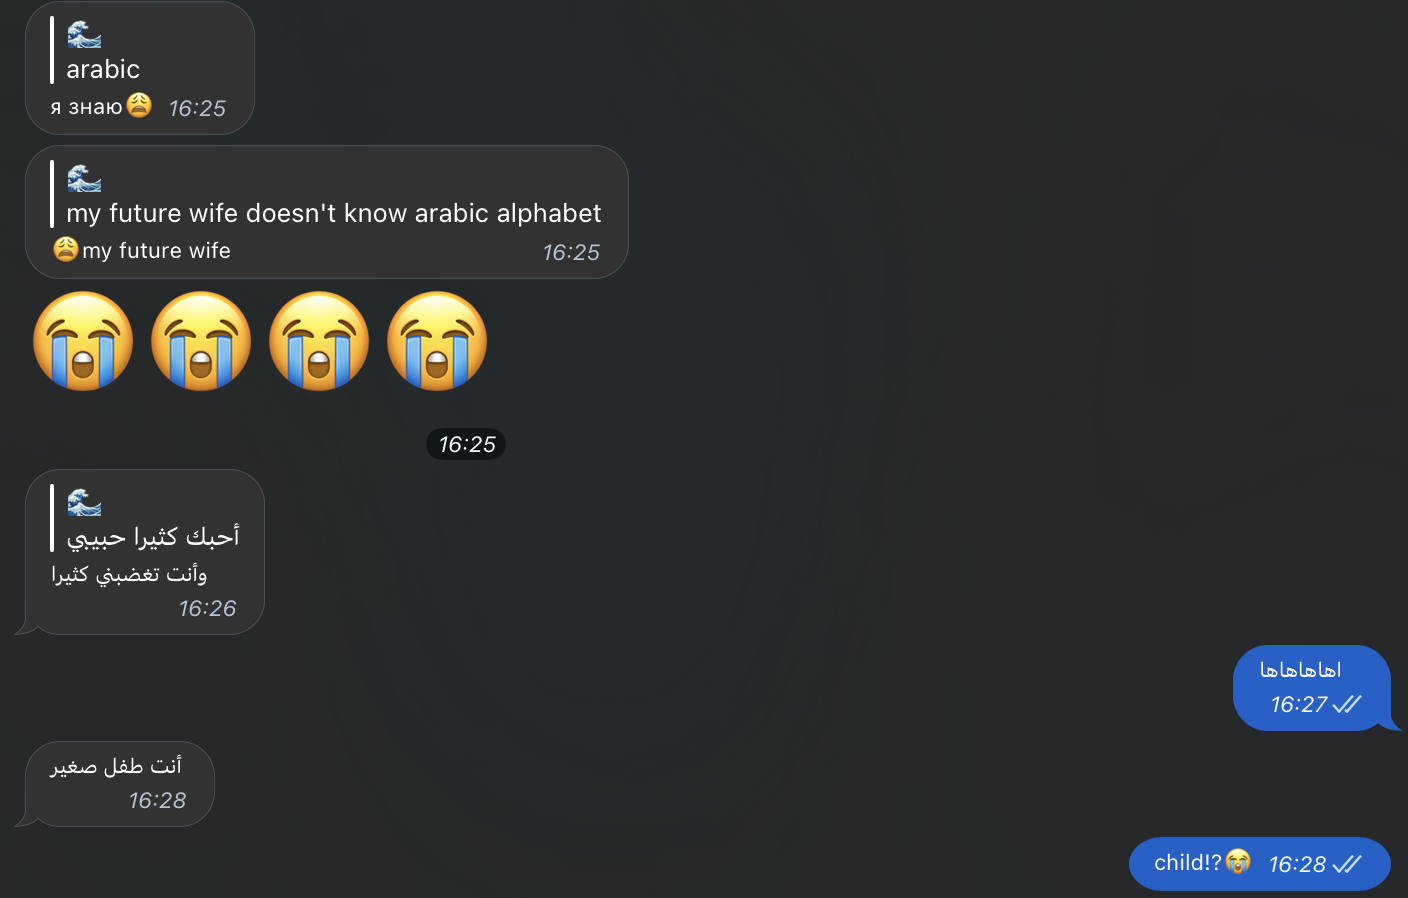 🌊
arabic
я знаю😩 16:25
🌊
my future wife doesn't know arabic alphabet
😩my future wife 16:25
😭😭😭😭
16:25
🌊
أحبك كثيرا حبيبي
وأنت تغضبني كثيرا
16:26
اهاهاهاها
16:27
أنت طفل صغير
16:28
child!?😭 16:28